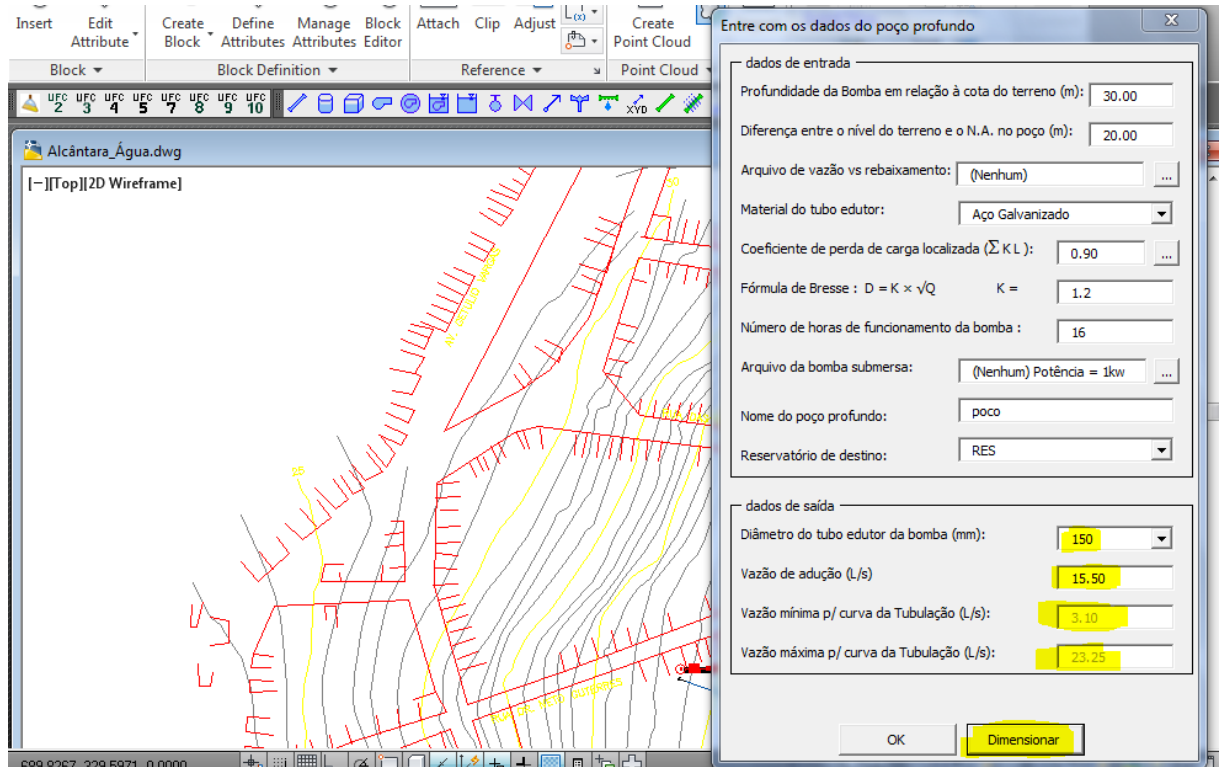 Insert Edit Attribute Create Block Define Attributes Manage Attributes Block Editor Attach Clip Adjust Create Point Cloud
Block Block Definition Reference Point Cloud
UFC 2 UFC 3 UFC 4 UFC 5 UFC 7 UFC 8 UFC 9 UFC 10 XYD
Alcântara_Água.dwg
[−][Top][2D Wireframe]
50
AV. GETULIO VARGAS
25
Entre com os dados do poço profundo
dados de entrada
Profundidade da Bomba em relação à cota do terreno (m): 30.00
Diferença entre o nível do terreno e o N.A. no poço (m): 20.00
Arquivo de vazão vs rebaixamento: (Nenhum) ...
Material do tubo edutor: Aço Galvanizado
Coeficiente de perda de carga localizada (Σ K L ): 0.90 ...
Fórmula de Bresse : D = K × √Q K = 1.2
Número de horas de funcionamento da bomba : 16
Arquivo da bomba submersa: (Nenhum) Potência = 1kw ...
Nome do poço profundo: poco
Reservatório de destino: RES
dados de saída
Diâmetro do tubo edutor da bomba (mm): 150
Vazão de adução (L/s) 15.50
Vazão mínima p/ curva da Tubulação (L/s): 3.10
Vazão máxima p/ curva da Tubulação (L/s): 23.25
OK Dimensionar